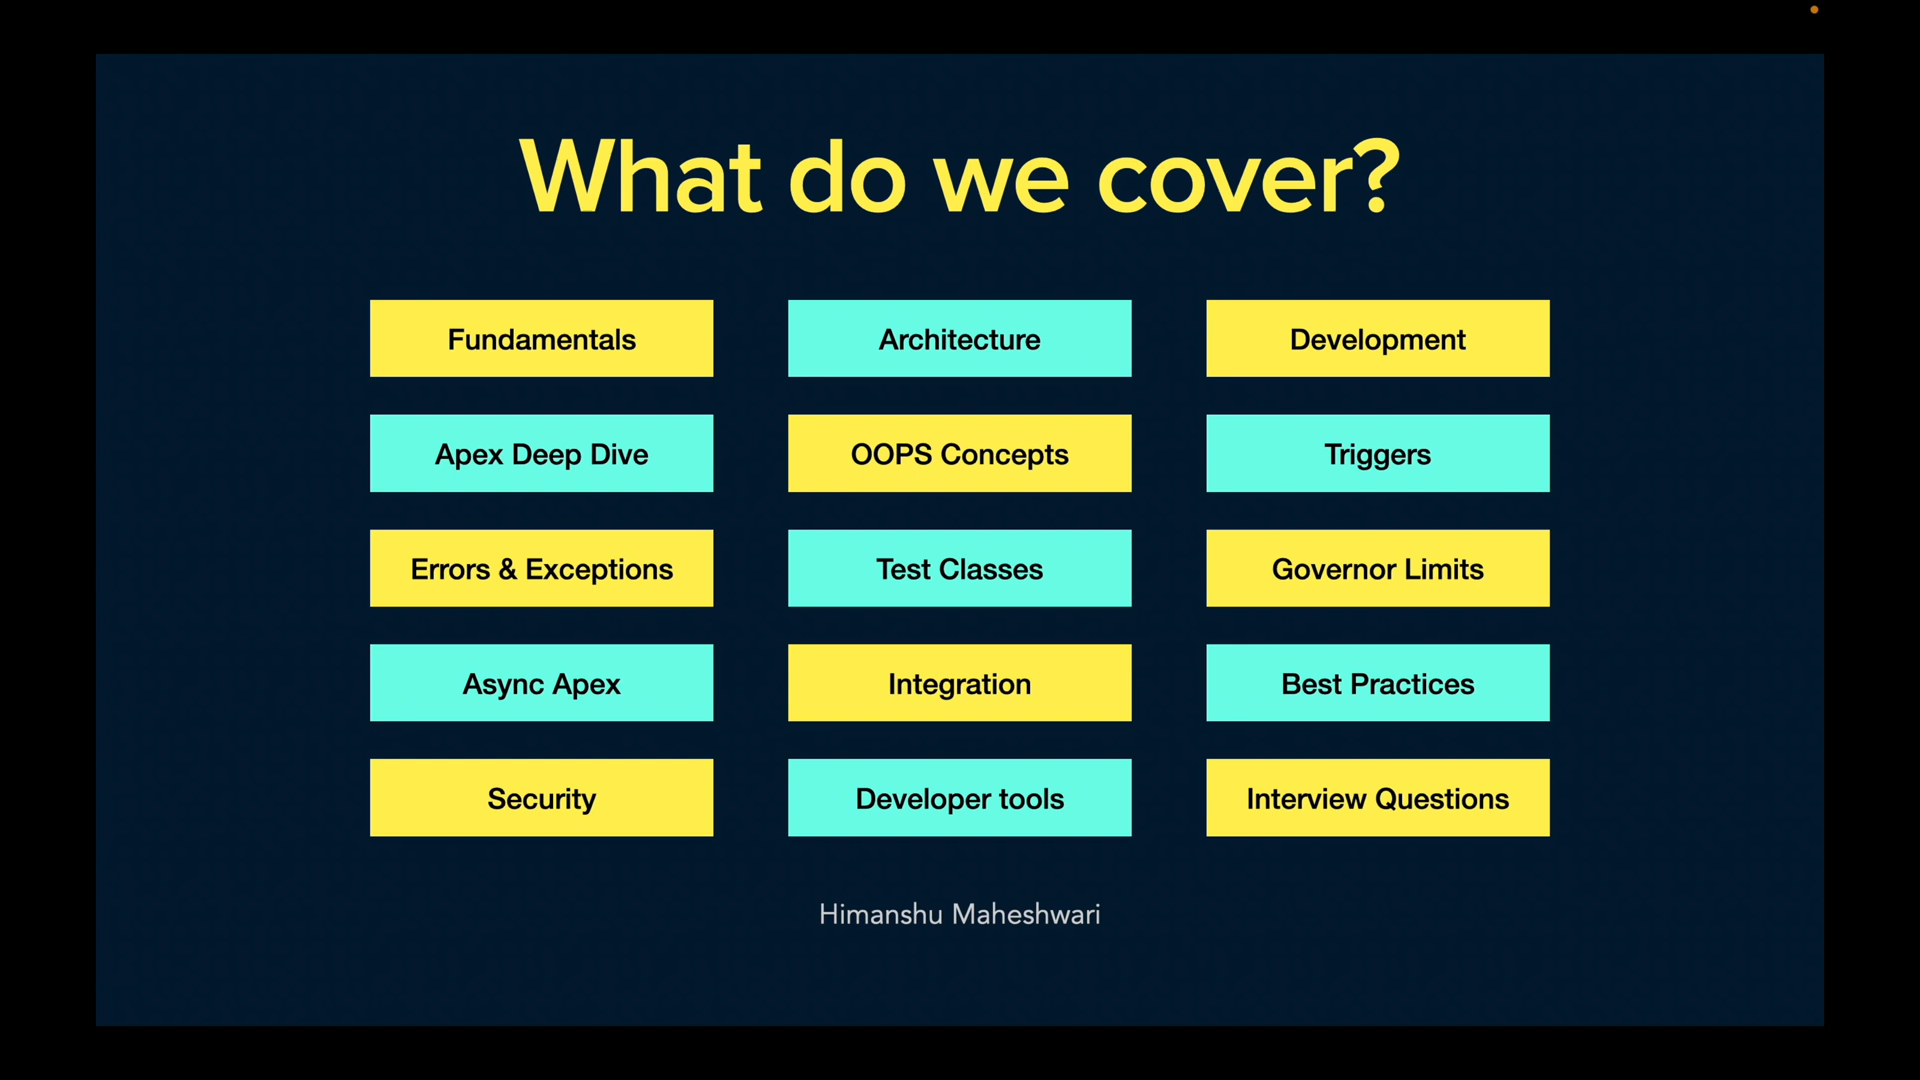 What do we cover?
Fundamentals
Architecture
Development
Apex Deep Dive
OOPS Concepts
Triggers
Errors & Exceptions
Test Classes
Governor Limits
Async Apex
Integration
Best Practices
Security
Developer tools
Interview Questions
Himanshu Maheshwari